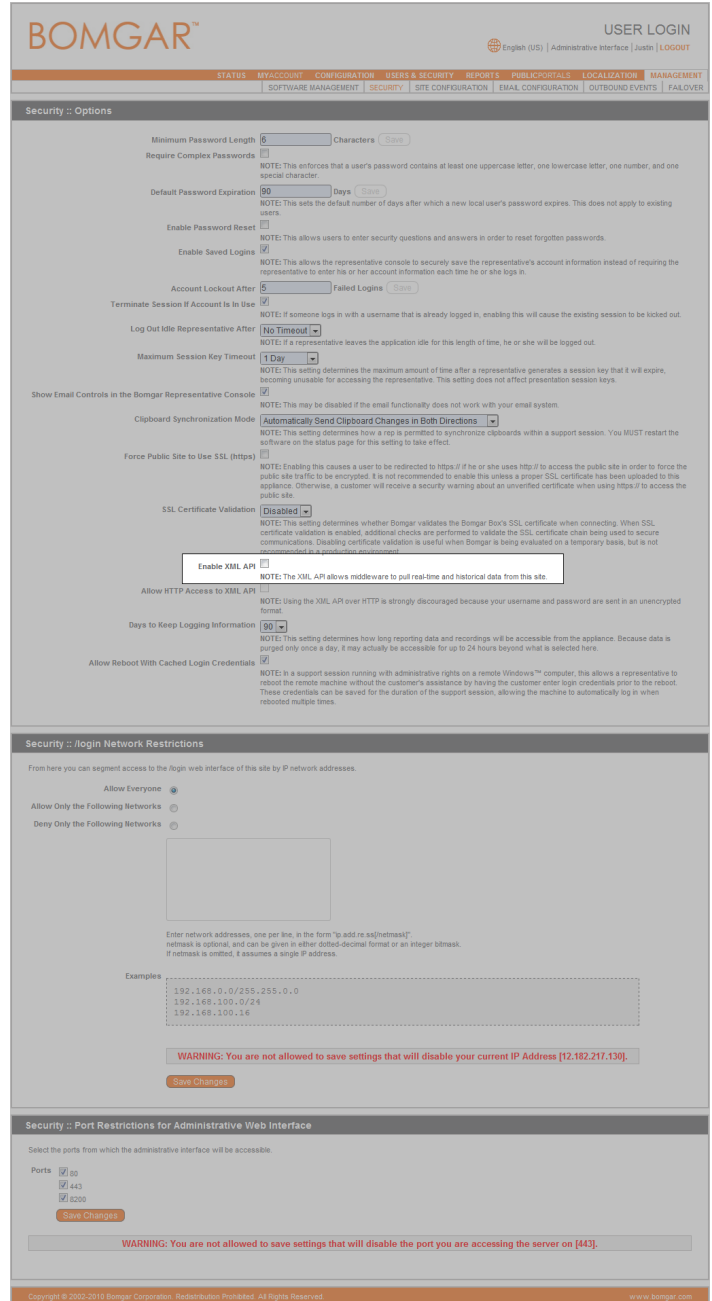 BOMGAR™
USER LOGIN
English (US) | Administrative Interface | Justin | LOGOUT
STATUS MYACCOUNT CONFIGURATION USERS & SECURITY REPORTS PUBLICPORTALS LOCALIZATION MANAGEMENT
SOFTWARE MANAGEMENT | SECURITY | SITE CONFIGURATION | EMAIL CONFIGURATION | OUTBOUND EVENTS | FAILOVER
Security :: Options
Minimum Password Length 6 Characters Save
Require Complex Passwords
NOTE: This enforces that a user's password contains at least one uppercase letter, one lowercase letter, one number, and one
special character.
Default Password Expiration 90 Days Save
NOTE: This sets the default number of days after which a new local user's password expires. This does not apply to existing
users.
Enable Password Reset
NOTE: This allows users to enter security questions and answers in order to reset forgotten passwords.
Enable Saved Logins
NOTE: This allows the representative console to securely save the representative's account information instead of requiring the
representative to enter his or her account information each time he or she logs in.
Account Lockout After 5 Failed Logins Save
Terminate Session If Account Is In Use
NOTE: If someone logs in with a username that is already logged in, enabling this will cause the existing session to be kicked out.
Log Out Idle Representative After No Timeout
NOTE: If a representative leaves the application idle for this length of time, he or she will be logged out.
Maximum Session Key Timeout 1 Day
NOTE: This setting determines the maximum amount of time after a representative generates a session key that it will expire,
becoming unusable for accessing the representative. This setting does not affect presentation session keys.
Show Email Controls in the Bomgar Representative Console
NOTE: This may be disabled if the email functionality does not work with your email system.
Clipboard Synchronization Mode Automatically Send Clipboard Changes in Both Directions
NOTE: This setting determines how a rep is permitted to synchronize clipboards within a support session. You MUST restart the
software on the status page for this setting to take effect.
Force Public Site to Use SSL (https)
NOTE: Enabling this causes a user to be redirected to https:// if he or she uses http:// to access the public site in order to force the
public site traffic to be encrypted. It is not recommended to enable this unless a proper SSL certificate has been uploaded to this
appliance. Otherwise, a customer will receive a security warning about an unverified certificate when using https:// to access the
public site.
SSL Certificate Validation Disabled
NOTE: This setting determines whether Bomgar validates the Bomgar Box's SSL certificate when connecting. When SSL
certificate validation is enabled, additional checks are performed to validate the SSL certificate chain being used to secure
communications. Disabling certificate validation is useful when Bomgar is being evaluated on a temporary basis, but is not
recommended in a production environment.
Enable XML API
NOTE: The XML API allows middleware to pull real-time and historical data from this site.
Allow HTTP Access to XML API
NOTE: Using the XML API over HTTP is strongly discouraged because your username and password are sent in an unencrypted
format.
Days to Keep Logging Information 90
NOTE: This setting determines how long reporting data and recordings will be accessible from the appliance. Because data is
purged only once a day, it may actually be accessible for up to 24 hours beyond what is selected here.
Allow Reboot With Cached Login Credentials
NOTE: In a support session running with administrative rights on a remote Windows™ computer, this allows a representative to
reboot the remote machine without the customer's assistance by having the customer enter login credentials prior to the reboot.
These credentials can be saved for the duration of the support session, allowing the machine to automatically log in when
rebooted multiple times.
Security :: /login Network Restrictions
From here you can segment access to the /login web interface of this site by IP network addresses.
Allow Everyone
Allow Only the Following Networks
Deny Only the Following Networks
Enter network addresses, one per line, in the form "ip.add.re.ss[/netmask]".
netmask is optional, and can be given in either dotted-decimal format or an integer bitmask.
If netmask is omitted, it assumes a single IP address.
Examples
192.168.0.0/255.255.0.0
192.168.100.0/24
192.168.100.16
WARNING: You are not allowed to save settings that will disable your current IP Address [12.182.217.130].
Save Changes
Security :: Port Restrictions for Administrative Web Interface
Select the ports from which the administrative interface will be accessible.
Ports 80
443
8200
Save Changes
WARNING: You are not allowed to save settings that will disable the port you are accessing the server on [443].
Copyright © 2002-2010 Bomgar Corporation. Redistribution Prohibited. All Rights Reserved.
www.bomgar.com